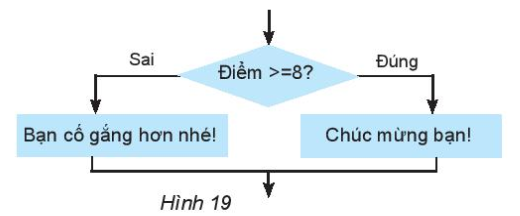 Sai
Điểm >=8?
Đúng
Bạn cố gắng hơn nhé!
Chúc mừng bạn!
Hình 19